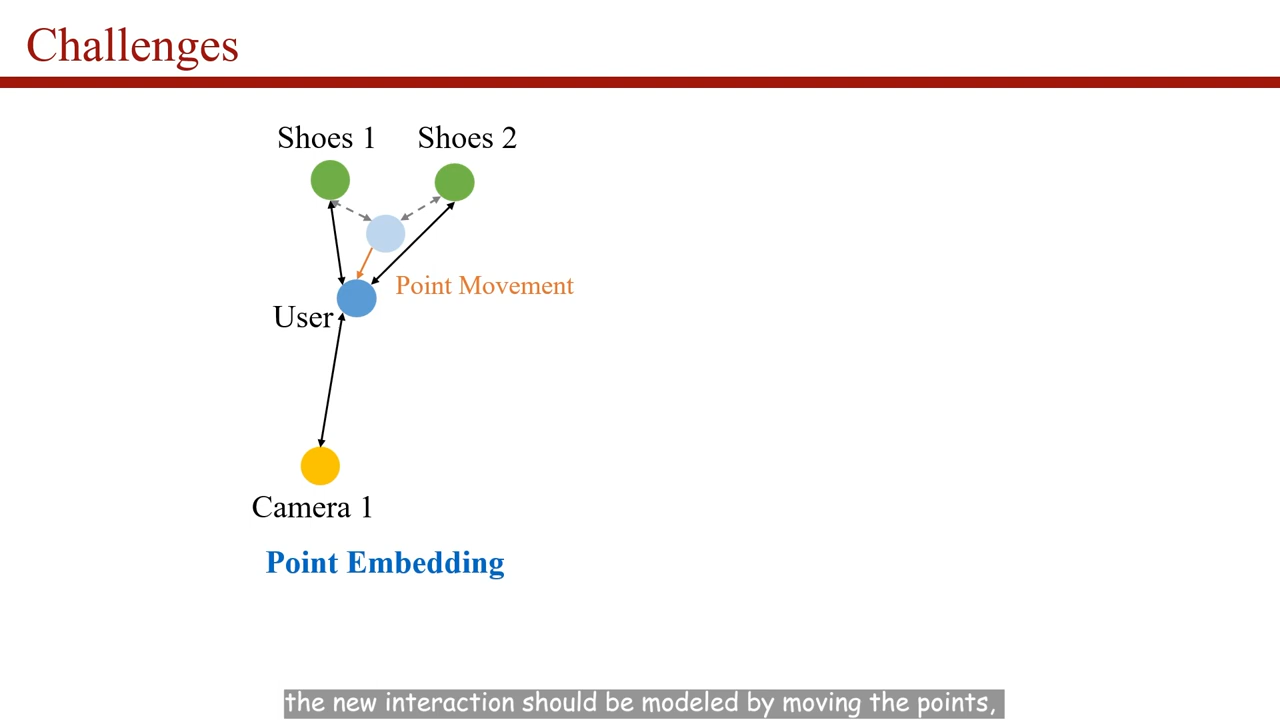 Challenges
Shoes 1 Shoes 2
Point Movement
User
Camera 1
Point Embedding
the new interaction should be modeled by moving the points,